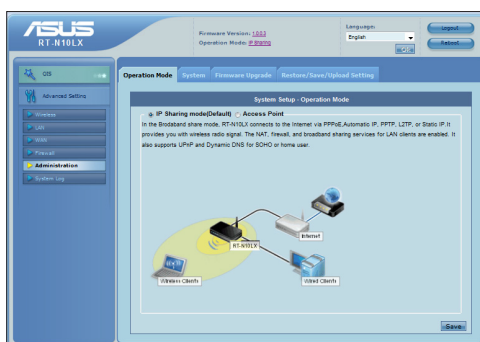 ASUS
RT-N10LX
Firmware Version: 1.0.0.2
Operation Mode: IP Sharing
Language:
English
Logout
Reboot
QIS
Advanced Setting
Wireless
LAN
WAN
Firewall
Administration
System Log
Operation Mode System Firmware Upgrade Restore/Save/Upload Setting
System Setup - Operation Mode
IP Sharing mode(Default) Access Point
In the Brodaband share mode, RT-N10LX connects to the Internet via PPPoE,Automatic IP, PPTP, L2TP, or Static IP.It
provides you with wireless radio signal. The NAT, firewall, and broadband sharing services for LAN clients are enabled. It
also supports UPnP and Dynamic DNS for SOHO or home user.
Internet
RT-N10LX
Wireless Clients
Wired Clients
Save